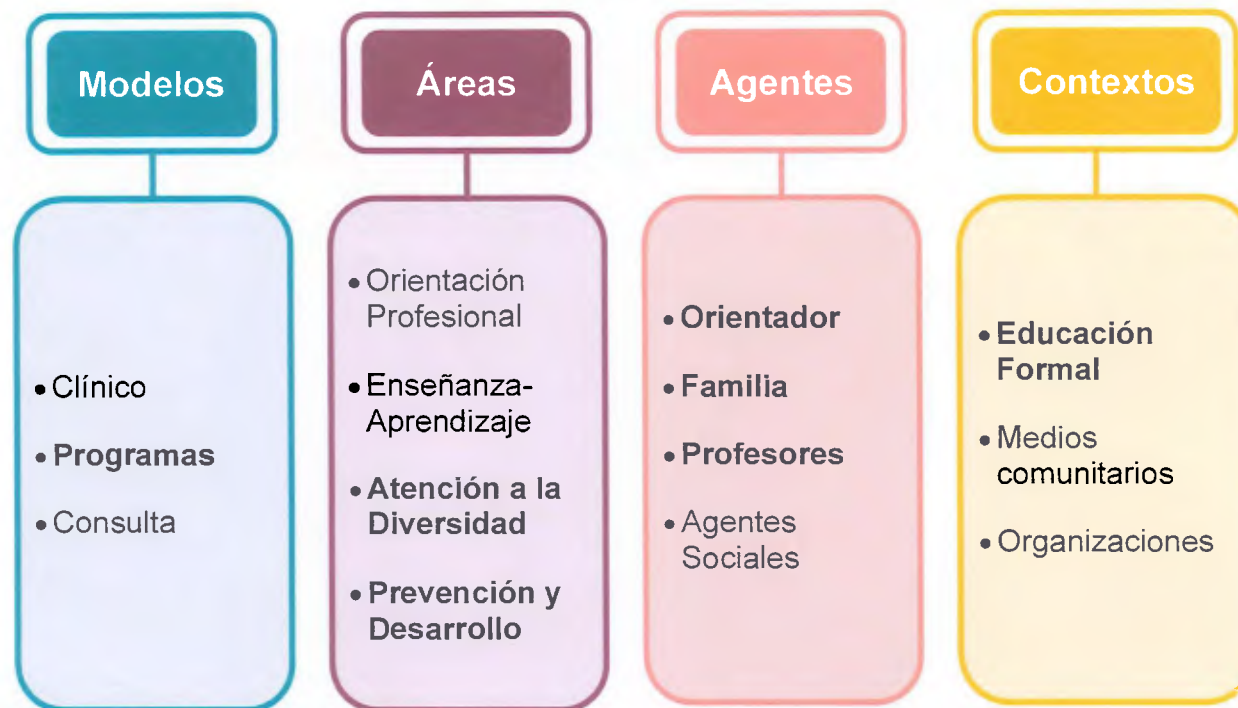 Modelos
• Clínico
• Programas
• Consulta
Áreas
• Orientación
Profesional
• Enseñanza-
Aprendizaje
• Atención a la
Diversidad
• Prevención y
Desarrollo
Agentes
• Orientador
• Familia
• Profesores
• Agentes
Sociales
Contextos
• Educación
Formal
• Medios
comunitarios
• Organizaciones